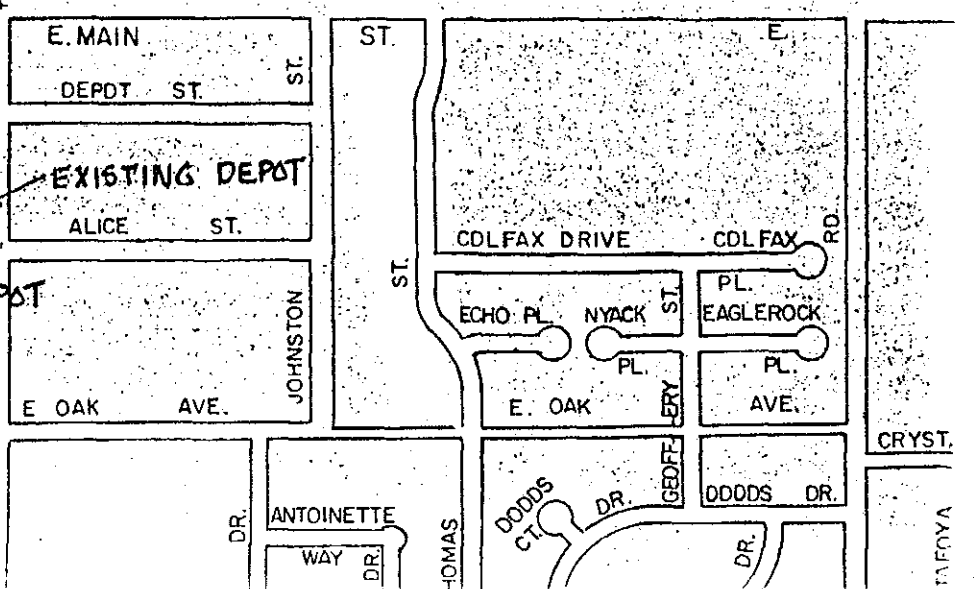 E. MAIN ST. E.
DEPOT ST. ST.
EXISTING DEPOT
ALICE ST.
RD.
COLFAX DRIVE COLFAX
PL.
ST.
ECHO PL. NYACK ST. EAGLEROCK
PL. PL.
JOHNSTON
E OAK AVE. E. OAK AVE.
GEOFF-ERY
CRYST.
DODDS CT. DR. DODDS DR.
ANTOINETTE
WAY DR.
DR.
DR.